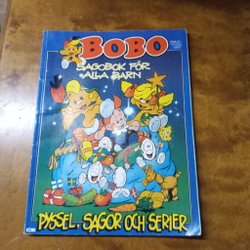 BOBO
SAGOBOK FÖR
ALLA BARN
PYSSEL, SAGOR OCH SERIER